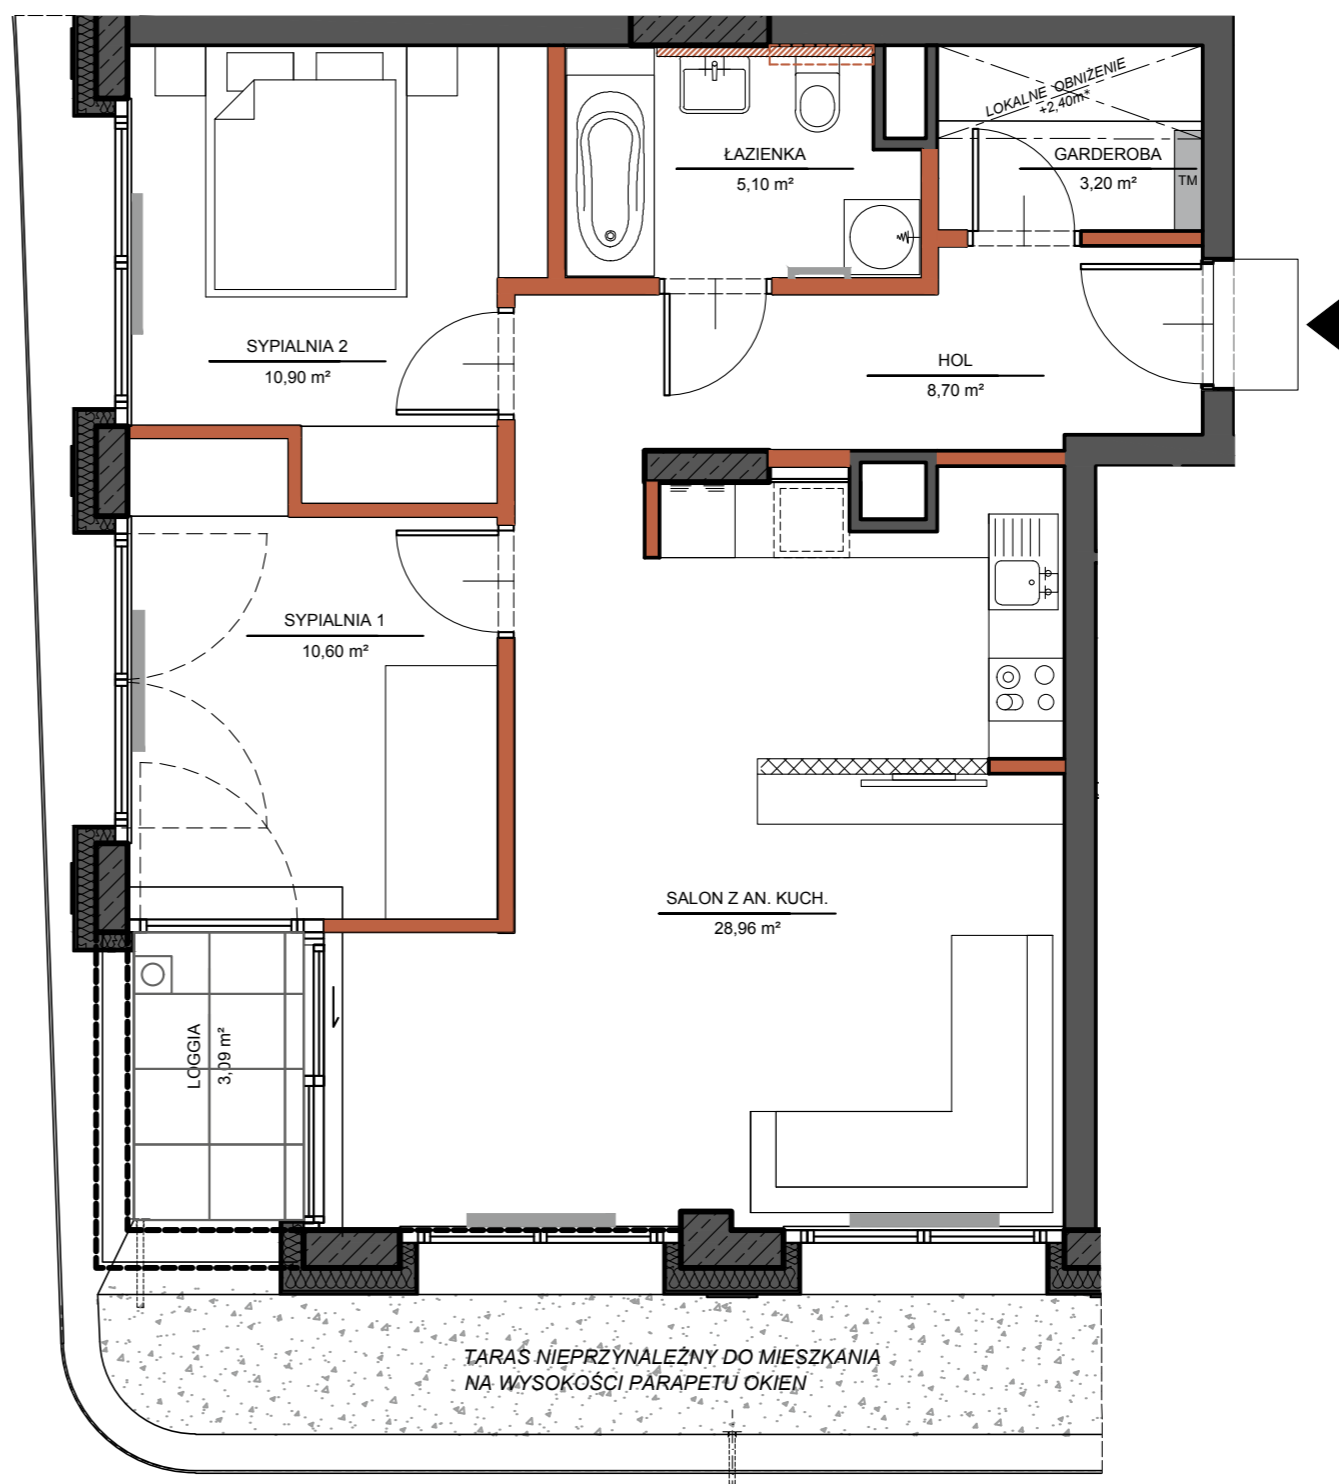 LOKALNE OBNIŻENIE
+2,40m*
ŁAZIENKA
5,10 m²
GARDEROBA
3,20 m²
TM
SYPIALNIA 2
10,90 m²
HOL
8,70 m²
SYPIALNIA 1
10,60 m²
SALON Z AN. KUCH.
28,96 m²
LOGGIA
3,09 m²
TARAS NIEPRZYNALEŻNY DO MIESZKANIA
NA WYSOKOŚCI PARAPETU OKIEN